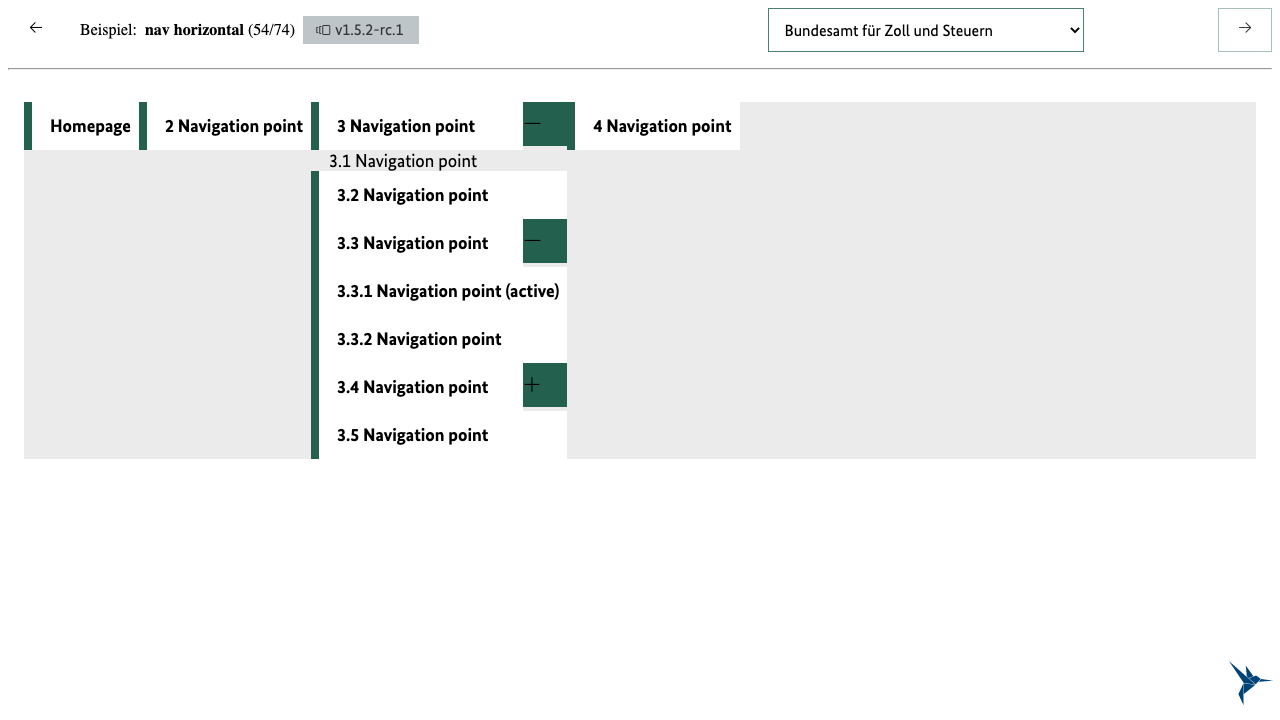 Beispiel: nav horizontal (54/74) v1.5.2-rc.1 Bundesamt für Zoll und Steuern
Homepage 2 Navigation point 3 Navigation point 4 Navigation point
3.1 Navigation point
3.2 Navigation point
3.3 Navigation point
3.3.1 Navigation point (active)
3.3.2 Navigation point
3.4 Navigation point
3.5 Navigation point